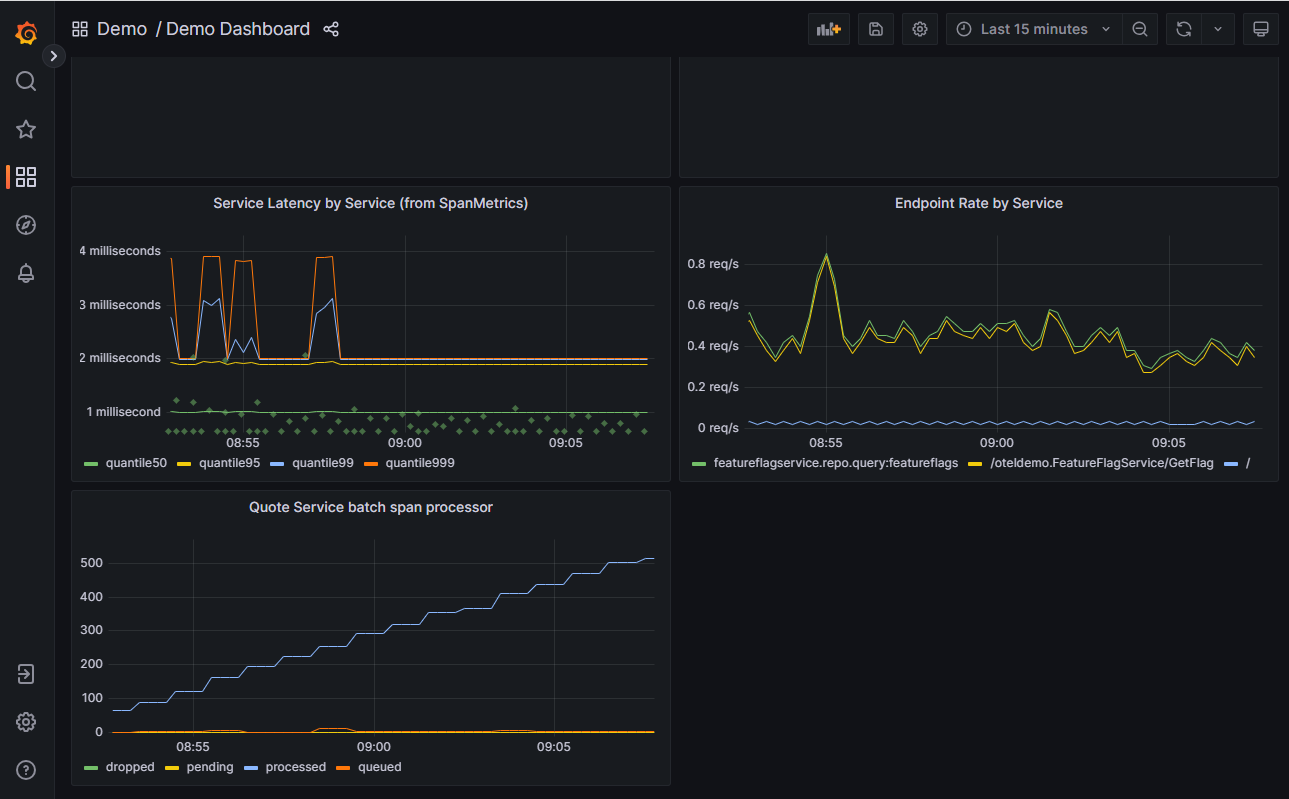 Demo / Demo Dashboard
Last 15 minutes
Service Latency by Service (from SpanMetrics)
4 milliseconds
3 milliseconds
2 milliseconds
1 millisecond
08:55 09:00 09:05
quantile50 quantile95 quantile99 quantile999
Endpoint Rate by Service
0.8 req/s
0.6 req/s
0.4 req/s
0.2 req/s
0 req/s
08:55 09:00 09:05
featureflagservice.repo.query:featureflags /oteldemo.FeatureFlagService/GetFlag /
Quote Service batch span processor
500
400
300
200
100
0
08:55 09:00 09:05
dropped pending processed queued